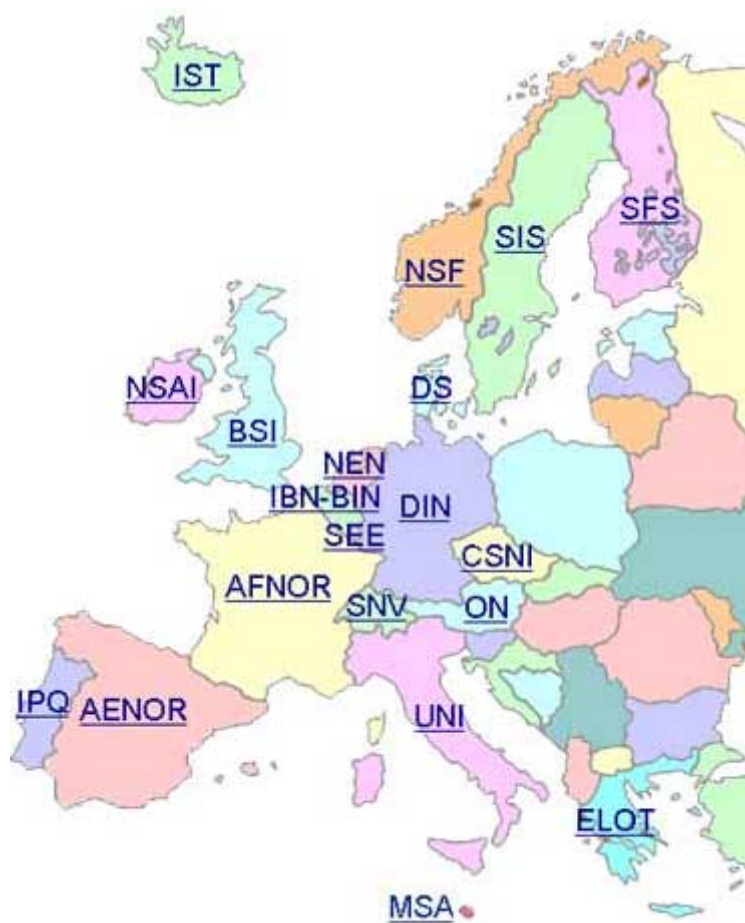 IST
SFS
SIS
NSF
NSAI
DS
BSI
NEN
IBN-BIN
DIN
SEE
CSNI
AFNOR
SNV
ON
IPQ
AENOR
UNI
ELOT
MSA